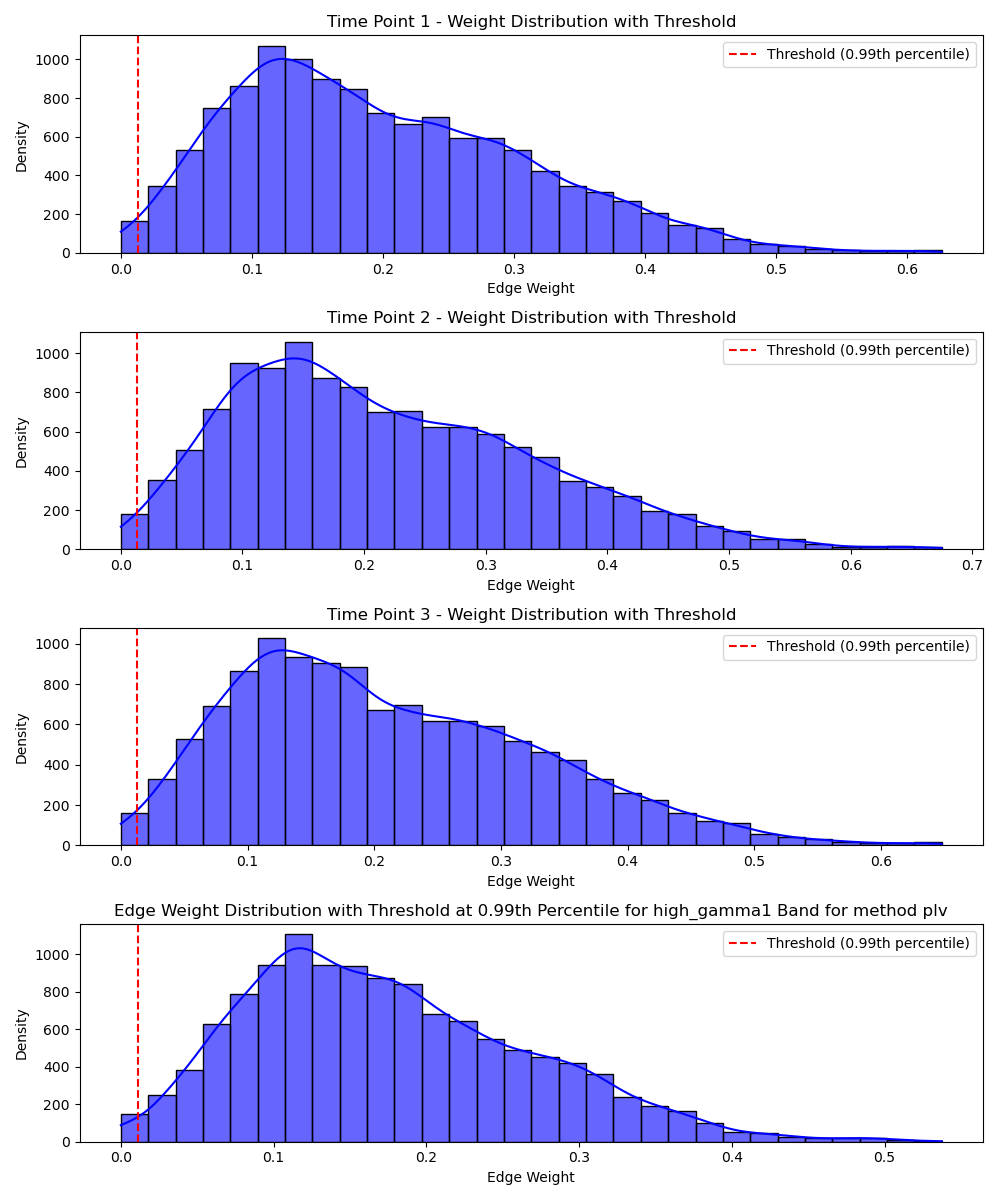 Time Point 1 - Weight Distribution with Threshold
Threshold (0.99th percentile)
Density
1000
800
600
400
200
0
0.0 0.1 0.2 0.3 0.4 0.5 0.6
Edge Weight
Time Point 2 - Weight Distribution with Threshold
Threshold (0.99th percentile)
Density
1000
800
600
400
200
0
0.0 0.1 0.2 0.3 0.4 0.5 0.6 0.7
Edge Weight
Time Point 3 - Weight Distribution with Threshold
Threshold (0.99th percentile)
Density
1000
800
600
400
200
0
0.0 0.1 0.2 0.3 0.4 0.5 0.6
Edge Weight
Edge Weight Distribution with Threshold at 0.99th Percentile for high_gamma1 Band for method plv
Threshold (0.99th percentile)
Density
1000
800
600
400
200
0
0.0 0.1 0.2 0.3 0.4 0.5
Edge Weight